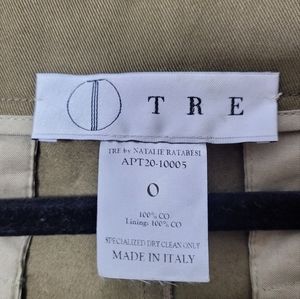 TRE
TRE by NATALIE RATABESI
APT20-10005
0
100% CO
Lining: 100% CO
SPECIALIZED DRY CLEAN ONLY
MADE IN ITALY